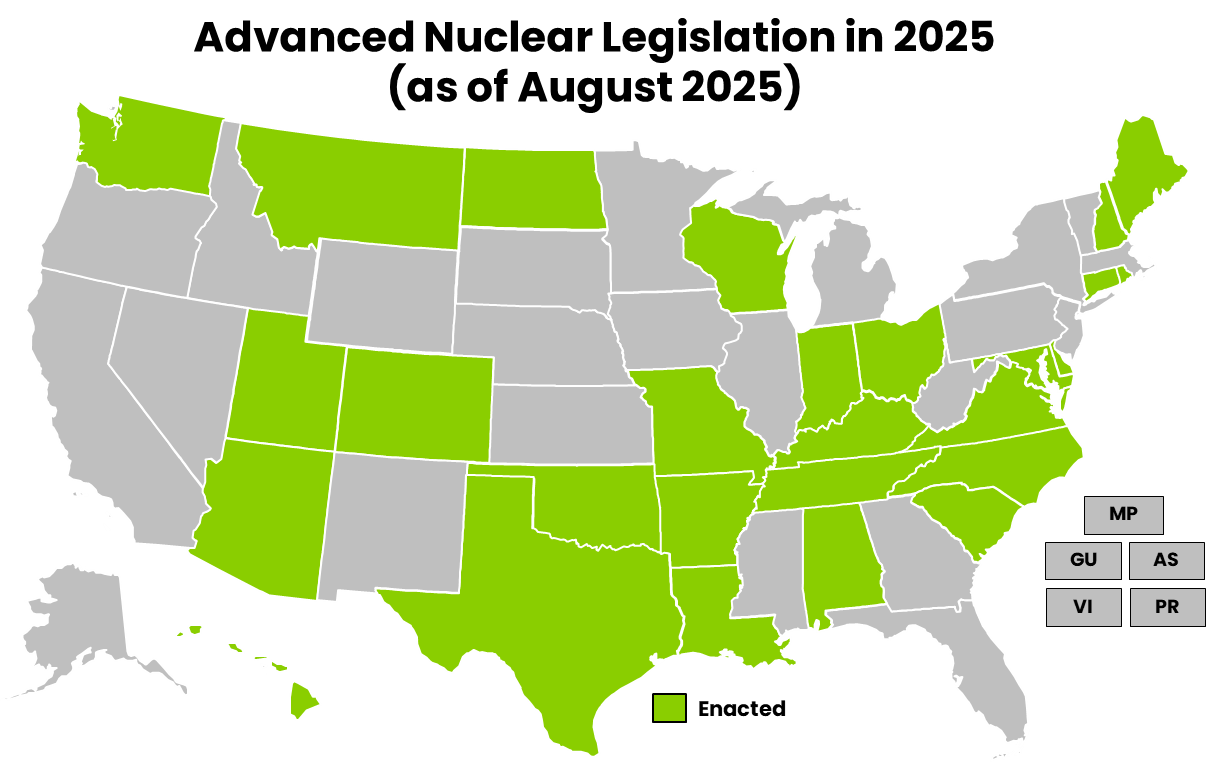 Advanced Nuclear Legislation in 2025
(as of August 2025)
MP
GU AS
VI PR
Enacted